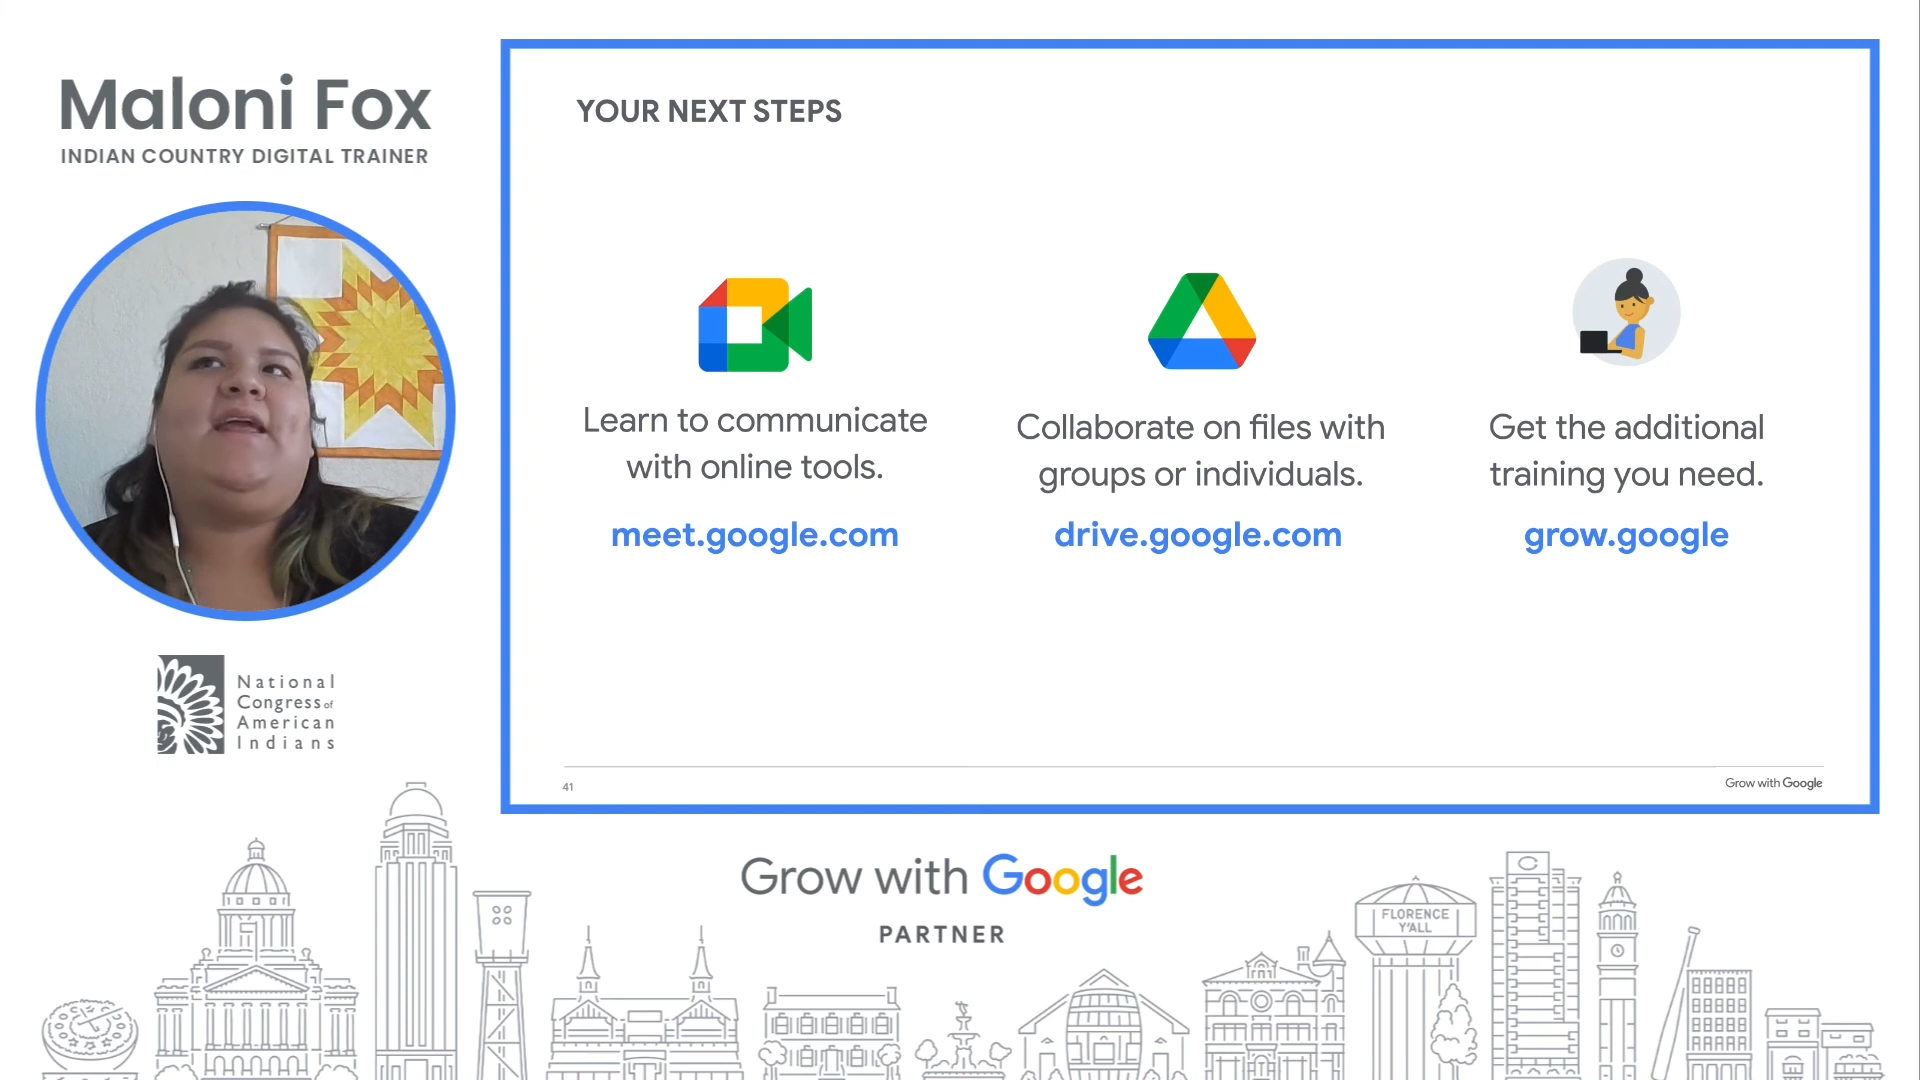 Maloni Fox
INDIAN COUNTRY DIGITAL TRAINER
National
Congress of
American
Indians
YOUR NEXT STEPS
Learn to communicate
with online tools.
meet.google.com
Collaborate on files with
groups or individuals.
drive.google.com
Get the additional
training you need.
grow.google
41
Grow with Google
Grow with Google
PARTNER
FLORENCE
Y'ALL
C